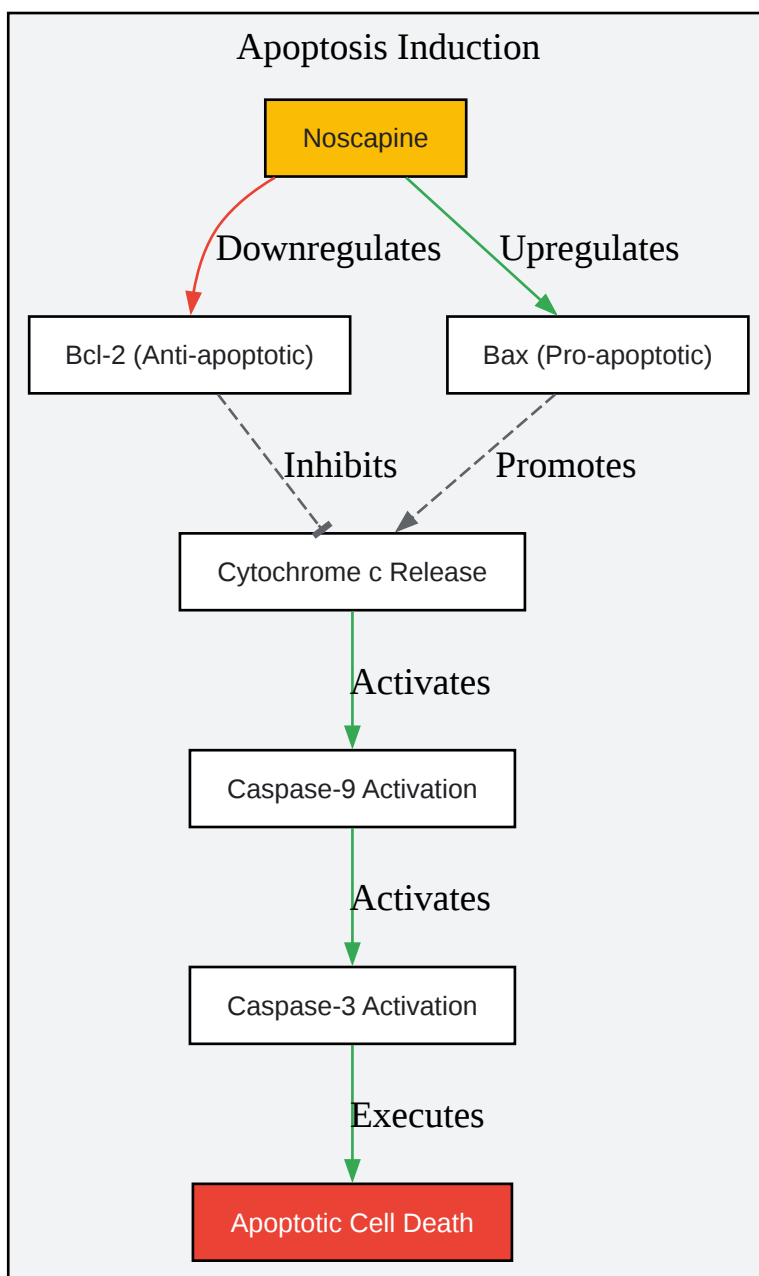 Apoptosis Induction
Noscapine
Downregulates
Upregulates
Bcl-2 (Anti-apoptotic)
Bax (Pro-apoptotic)
Inhibits
Promotes
Cytochrome c Release
Activates
Caspase-9 Activation
Activates
Caspase-3 Activation
Executes
Apoptotic Cell Death